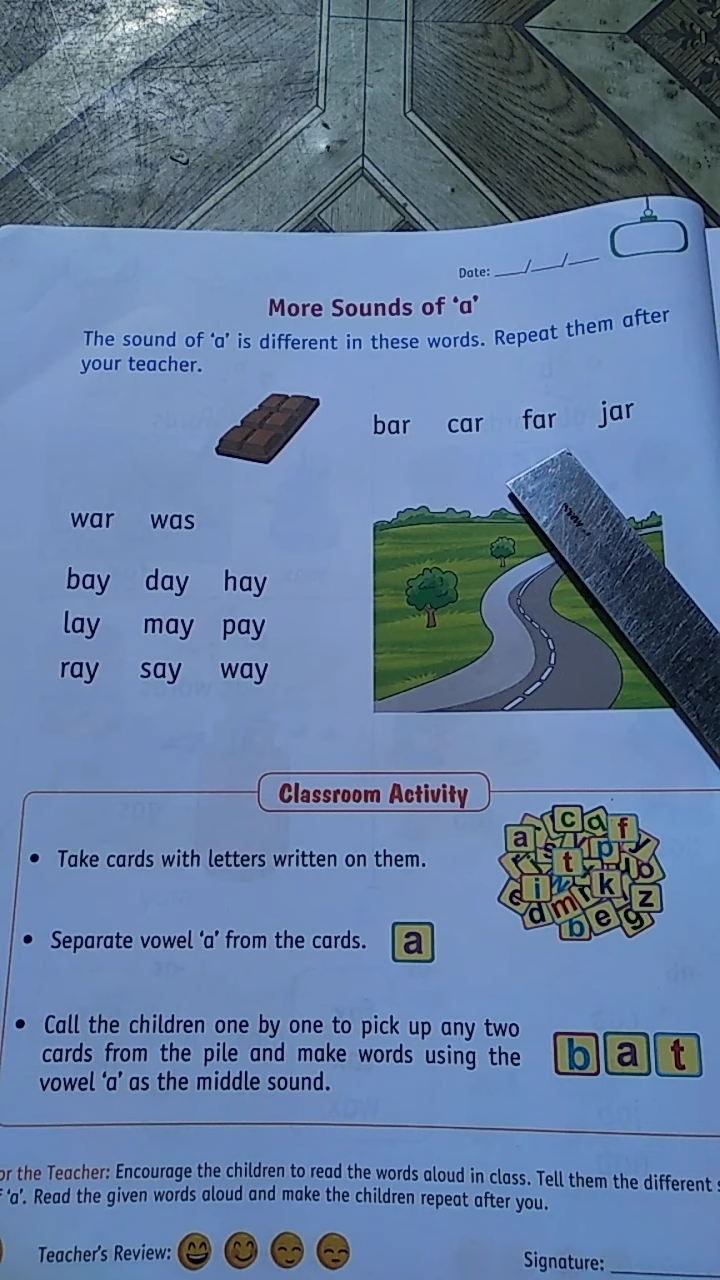 Date: ___/___/___
More Sounds of ‘a’
The sound of ‘a’ is different in these words. Repeat them after
your teacher.
bar car far jar
war was
bay day hay
lay may pay
ray say way
Classroom Activity
• Take cards with letters written on them.
c a f
a t p
i k b
d m z
b e g
• Separate vowel ‘a’ from the cards. a
• Call the children one by one to pick up any two
cards from the pile and make words using the
vowel ‘a’ as the middle sound.
b a t
the Teacher: Encourage the children to read the words aloud in class. Tell them the different
‘a’. Read the given words aloud and make the children repeat after you.
Teacher’s Review:
Signature: ______